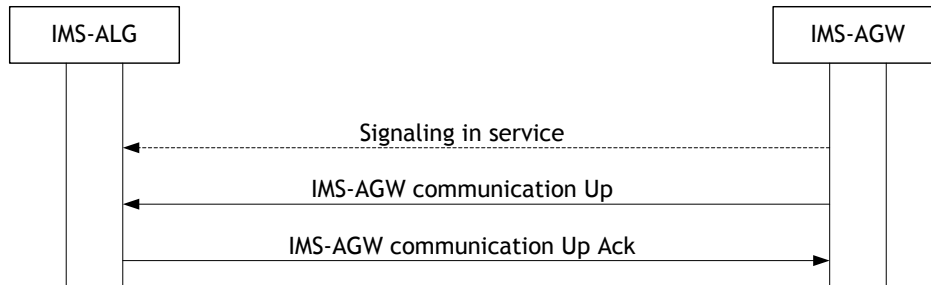 IMS-ALG
IMS-AGW
Signaling in service
IMS-AGW communication Up
IMS-AGW communication Up Ack